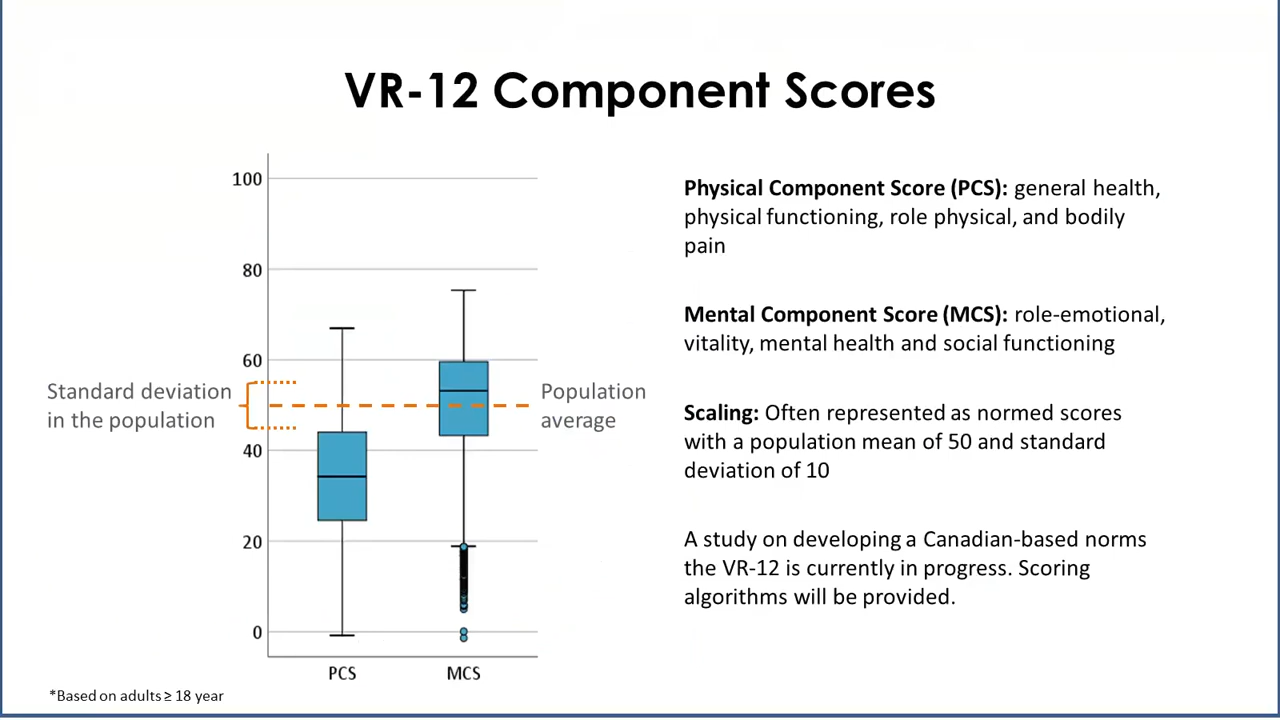 VR-12 Component Scores
100
80
60
40
20
0
Standard deviation
in the population
Population
average
PCS
MCS
*Based on adults ≥ 18 year
Physical Component Score (PCS): general health,
physical functioning, role physical, and bodily
pain
Mental Component Score (MCS): role-emotional,
vitality, mental health and social functioning
Scaling: Often represented as normed scores
with a population mean of 50 and standard
deviation of 10
A study on developing a Canadian-based norms
the VR-12 is currently in progress. Scoring
algorithms will be provided.